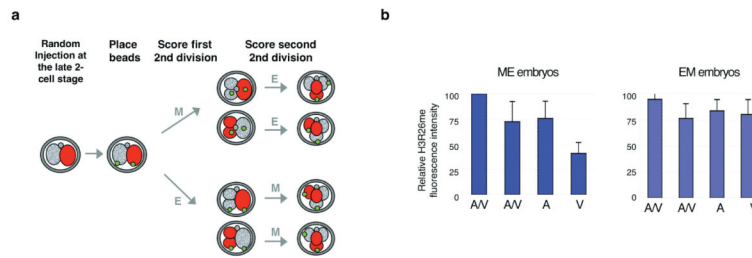 a
Random
Injection at
the late 2-
cell stage
Place
beads
Score first
2nd division
Score second
2nd division
M
E
E
E
M
M
b
Relative H3R26me
fluorescence intensity
ME embryos
100
75
50
25
0
A/V
A/V
A
V
EM embryos
100
75
50
25
0
A/V
A/V
A